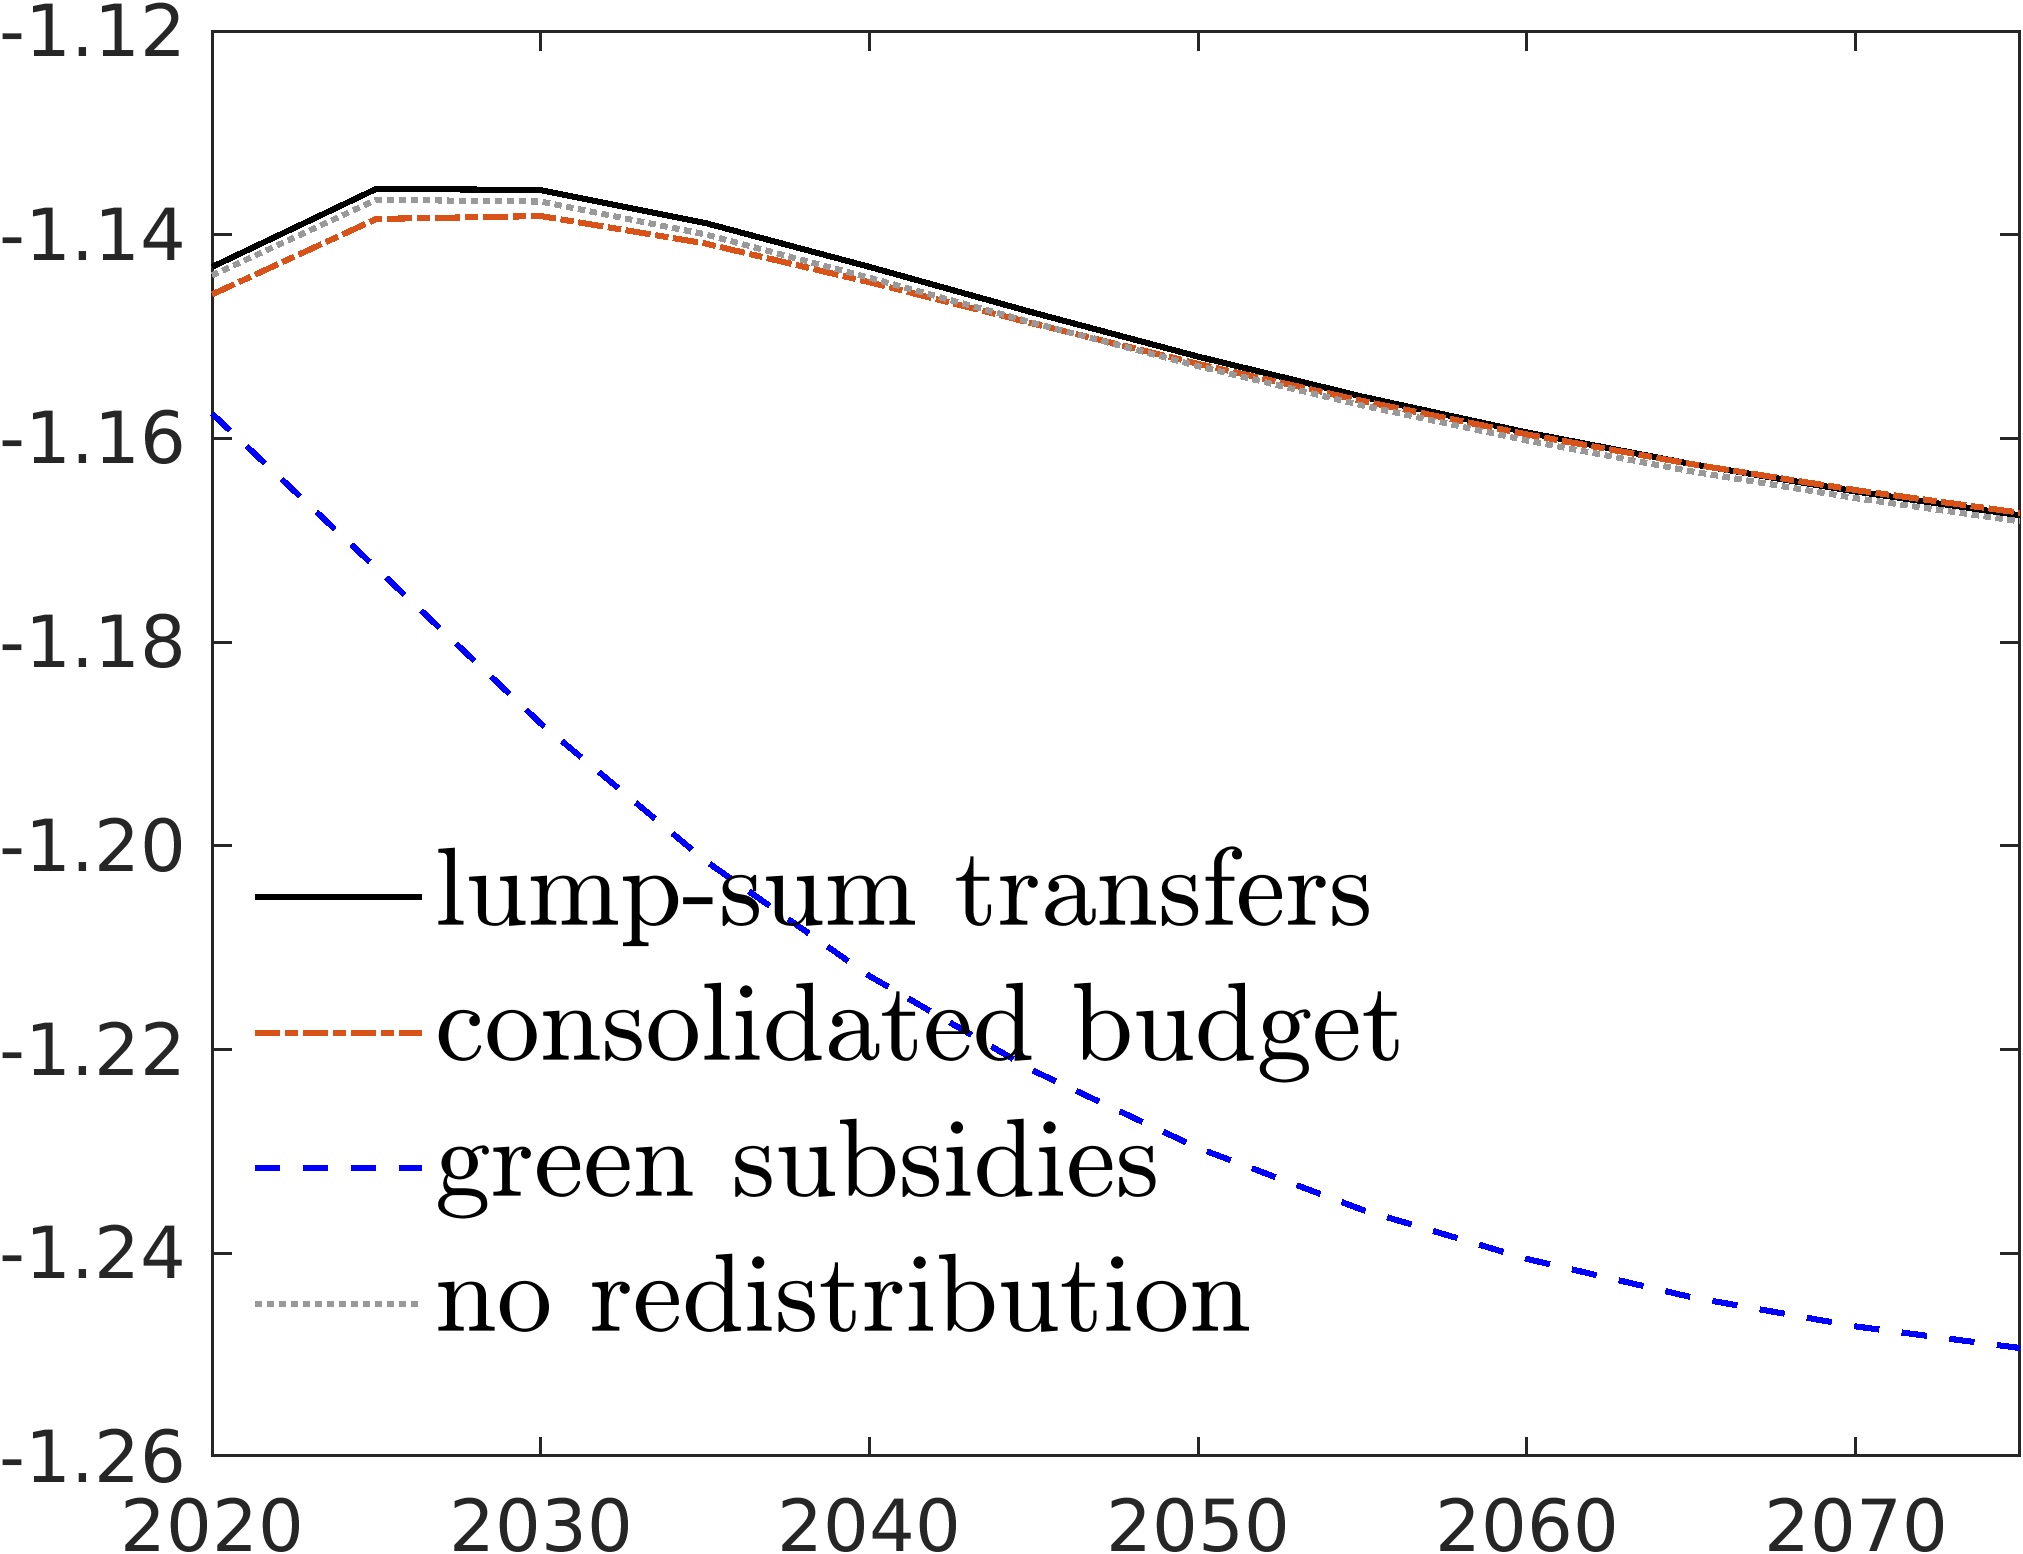 -1.12
-1.14
-1.16
-1.18
-1.20
-1.22
-1.24
-1.26
lump-sum transfers
consolidated budget
green subsidies
no redistribution
2020 2030 2040 2050 2060 2070